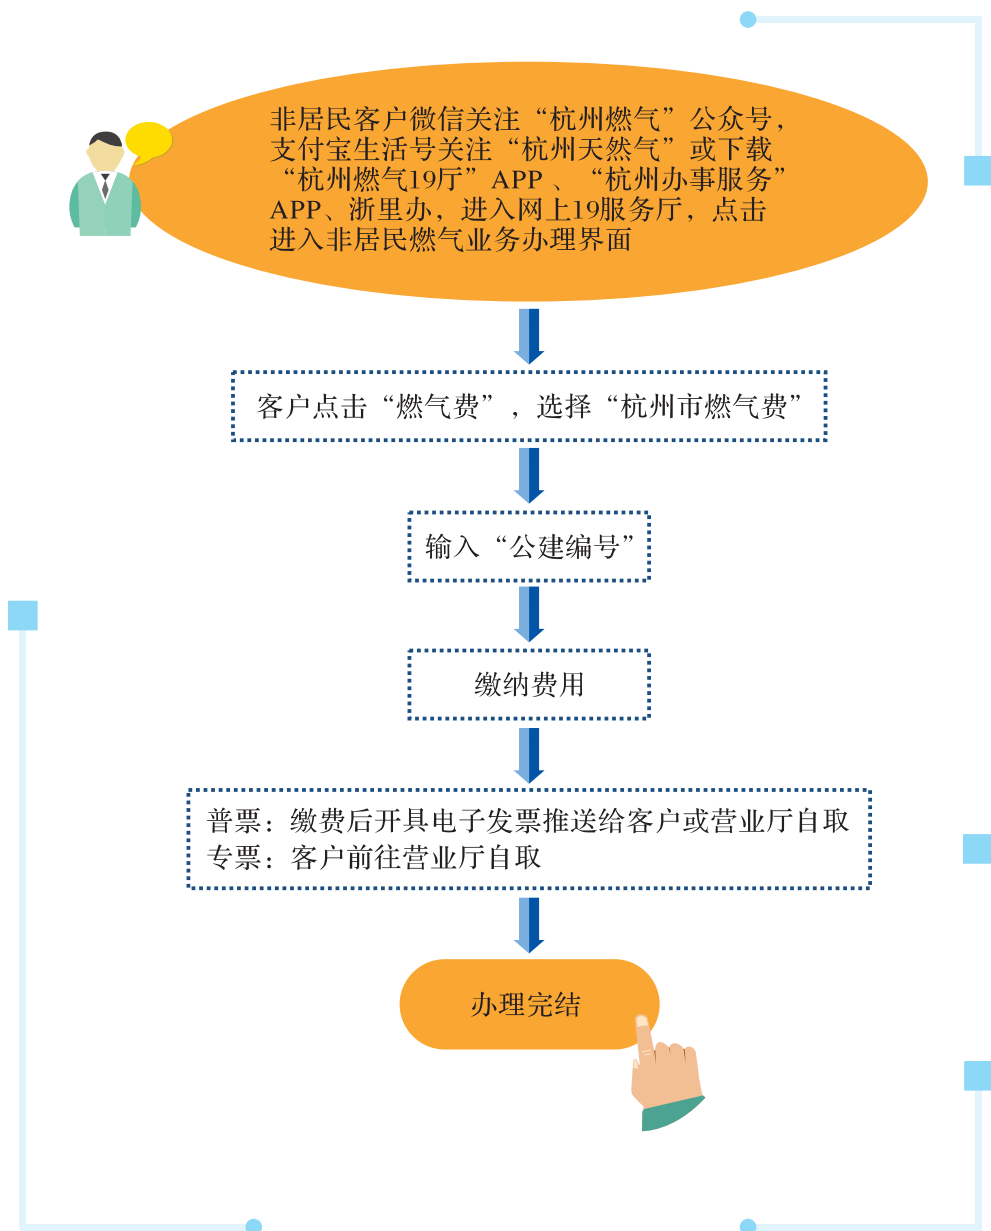 非居民客户微信关注“杭州燃气”公众号，
支付宝生活号关注“杭州天然气”或下载
“杭州燃气19厅”APP 、“杭州办事服务”
APP、浙里办，进入网上19服务厅，点击
进入非居民燃气业务办理界面
客户点击“燃气费”，选择“杭州市燃气费”
输入“公建编号”
缴纳费用
普票：缴费后开具电子发票推送给客户或营业厅自取
专票：客户前往营业厅自取
办理完结